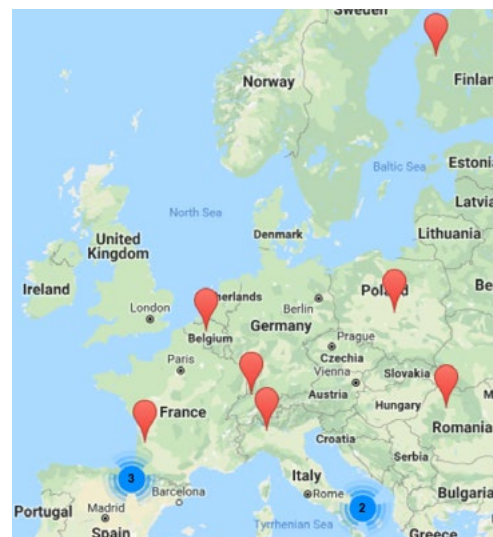 Sweden
Norway
Finlan
Baltic Sea
Estoni
Latvia
North Sea
Lithuania
United
Kingdom
Denmark
Ireland
London
herlands
Berlin
Poland
Be
Belgium
Germany
Prague
Czechia
Paris
Vienna
Slovakia
M
Austria
Hungary
France
Romania
Croatia
Serbia
3
Barcelona
Italy
Rome
2
Bulgaria
Portugal
Madrid
Spain
Tyrrhenian Sea
Greece